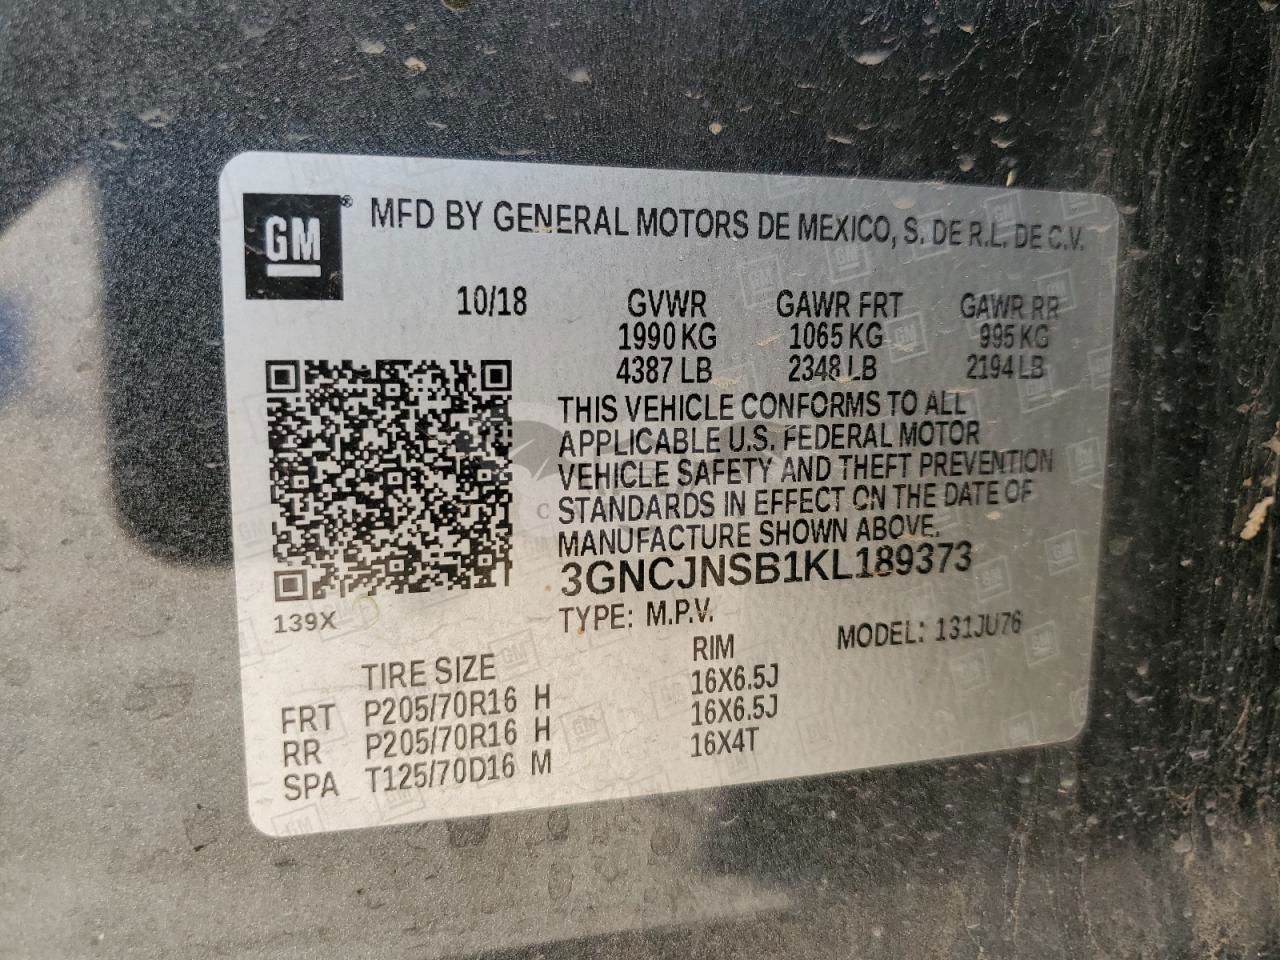 GM® MFD BY GENERAL MOTORS DE MEXICO, S. DE R.L. DE C.V.
10/18 GVWR GAWR FRT GAWR RR
1990 KG 1065 KG 995 KG
4387 LB 2348 LB 2194 LB
THIS VEHICLE CONFORMS TO ALL
APPLICABLE U.S. FEDERAL MOTOR
VEHICLE SAFETY AND THEFT PREVENTION
STANDARDS IN EFFECT ON THE DATE OF
MANUFACTURE SHOWN ABOVE.
3GNCJNSB1KL189373
139X TYPE: M.P.V. MODEL: 131JU76
TIRE SIZE RIM
FRT P205/70R16 H 16X6.5J
RR P205/70R16 H 16X6.5J
SPA T125/70D16 M 16X4T